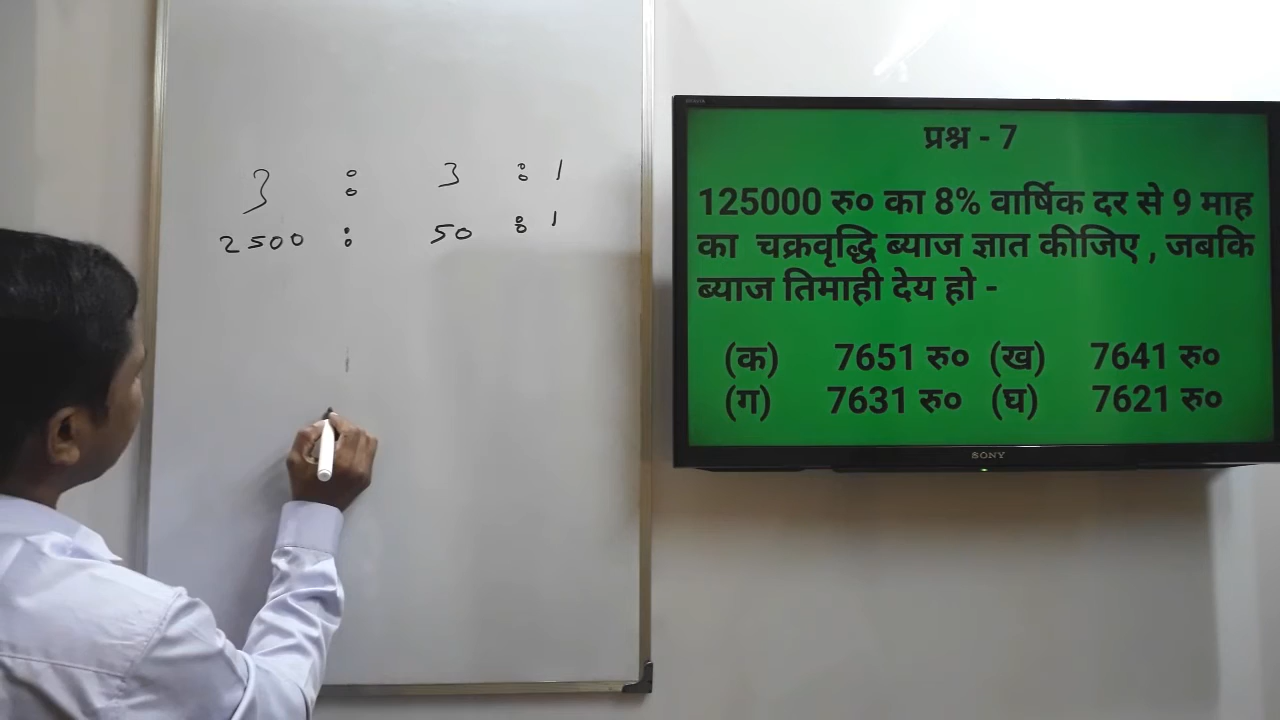 3 : 3 : 1
2500 : 50 : 1
प्रश्न - 7
125000 रु० का 8% वार्षिक दर से 9 माह
का चक्रवृद्धि ब्याज ज्ञात कीजिए , जबकि
ब्याज तिमाही देय हो -
(क) 7651 रु० (ख) 7641 रु०
(ग) 7631 रु० (घ) 7621 रु०
SONY